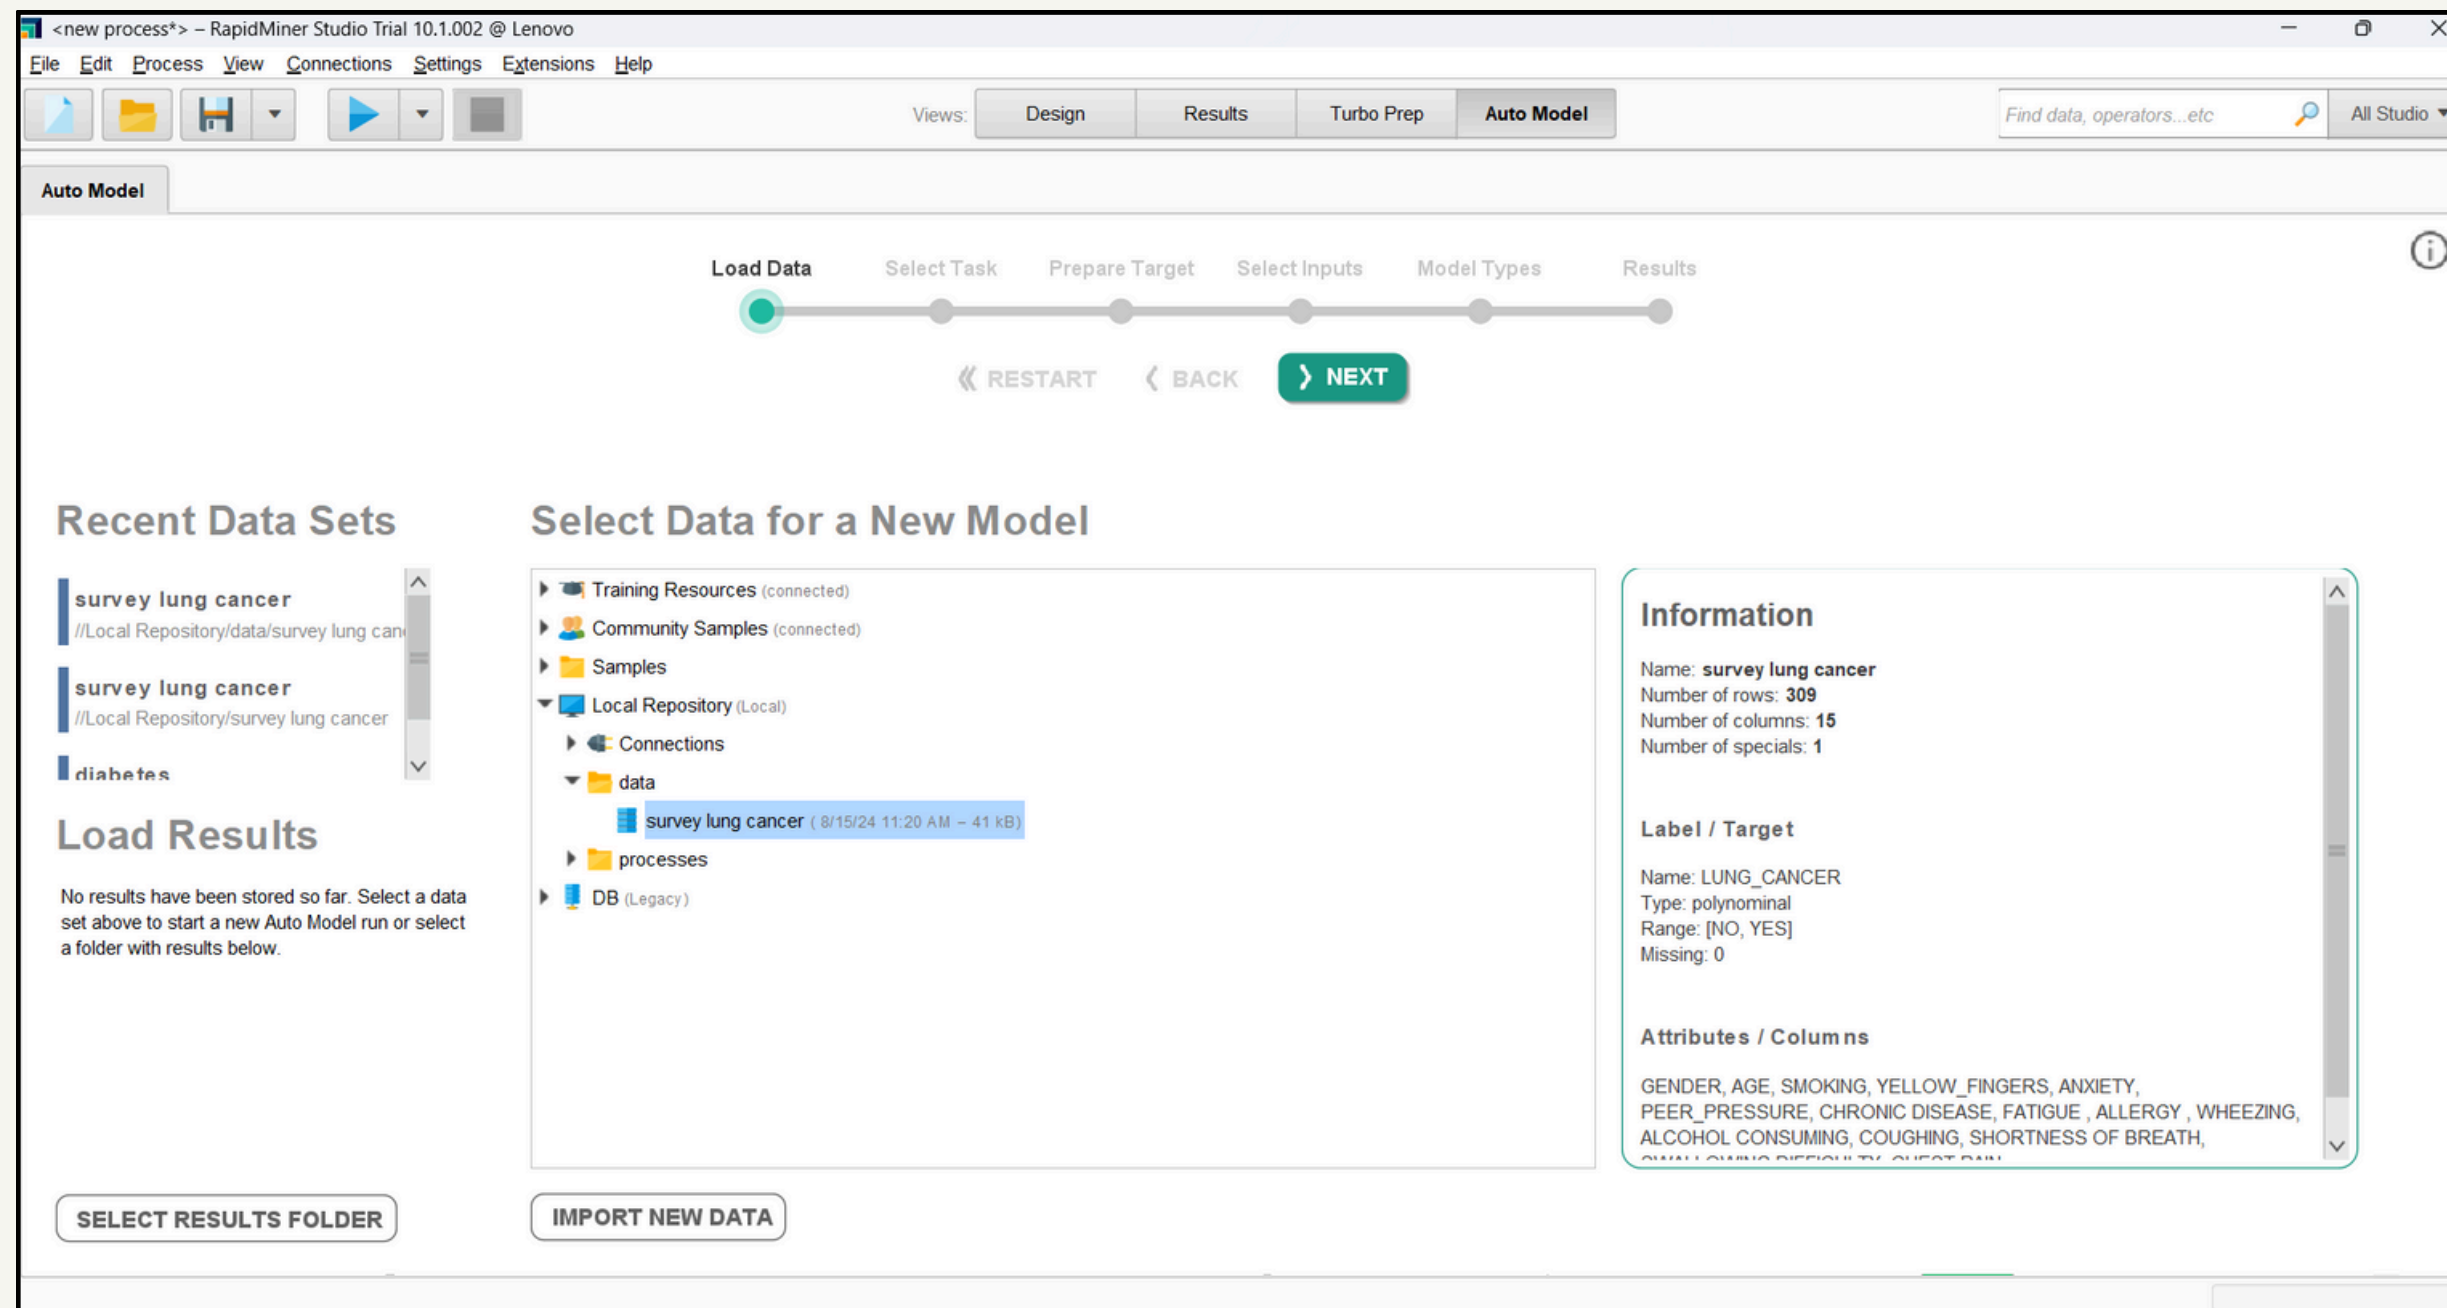 <new process*> – RapidMiner Studio Trial 10.1.002 @ Lenovo
File Edit Process View Connections Settings Extensions Help
Views: Design Results Turbo Prep Auto Model
Find data, operators...etc
All Studio
Auto Model
Load Data Select Task Prepare Target Select Inputs Model Types Results
RESTART BACK NEXT
Recent Data Sets
survey lung cancer
//Local Repository/data/survey lung can
survey lung cancer
//Local Repository/survey lung cancer
diabetes
Load Results
No results have been stored so far. Select a data
set above to start a new Auto Model run or select
a folder with results below.
SELECT RESULTS FOLDER
Select Data for a New Model
Training Resources (connected)
Community Samples (connected)
Samples
Local Repository (Local)
Connections
data
survey lung cancer ( 8/15/24 11:20 AM – 41 kB)
processes
DB (Legacy)
IMPORT NEW DATA
Information
Name: survey lung cancer
Number of rows: 309
Number of columns: 15
Number of specials: 1
Label / Target
Name: LUNG_CANCER
Type: polynominal
Range: [NO, YES]
Missing: 0
Attributes / Columns
GENDER, AGE, SMOKING, YELLOW_FINGERS, ANXIETY,
PEER_PRESSURE, CHRONIC DISEASE, FATIGUE , ALLERGY , WHEEZING,
ALCOHOL CONSUMING, COUGHING, SHORTNESS OF BREATH,
SWALLOWING DIFFICULTY, CHEST PAIN